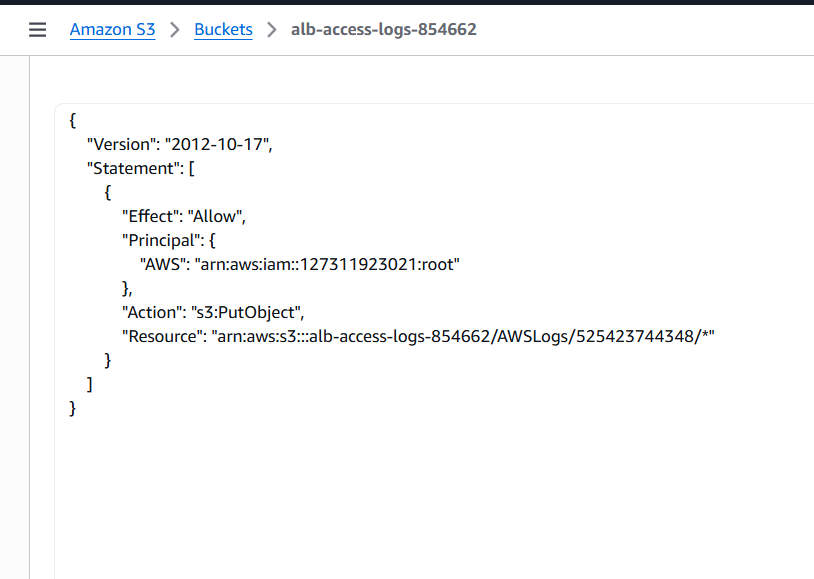 Amazon S3 > Buckets > alb-access-logs-854662
{
"Version": "2012-10-17",
"Statement": [
{
"Effect": "Allow",
"Principal": {
"AWS": "arn:aws:iam::127311923021:root"
},
"Action": "s3:PutObject",
"Resource": "arn:aws:s3:::alb-access-logs-854662/AWSLogs/525423744348/*"
}
]
}